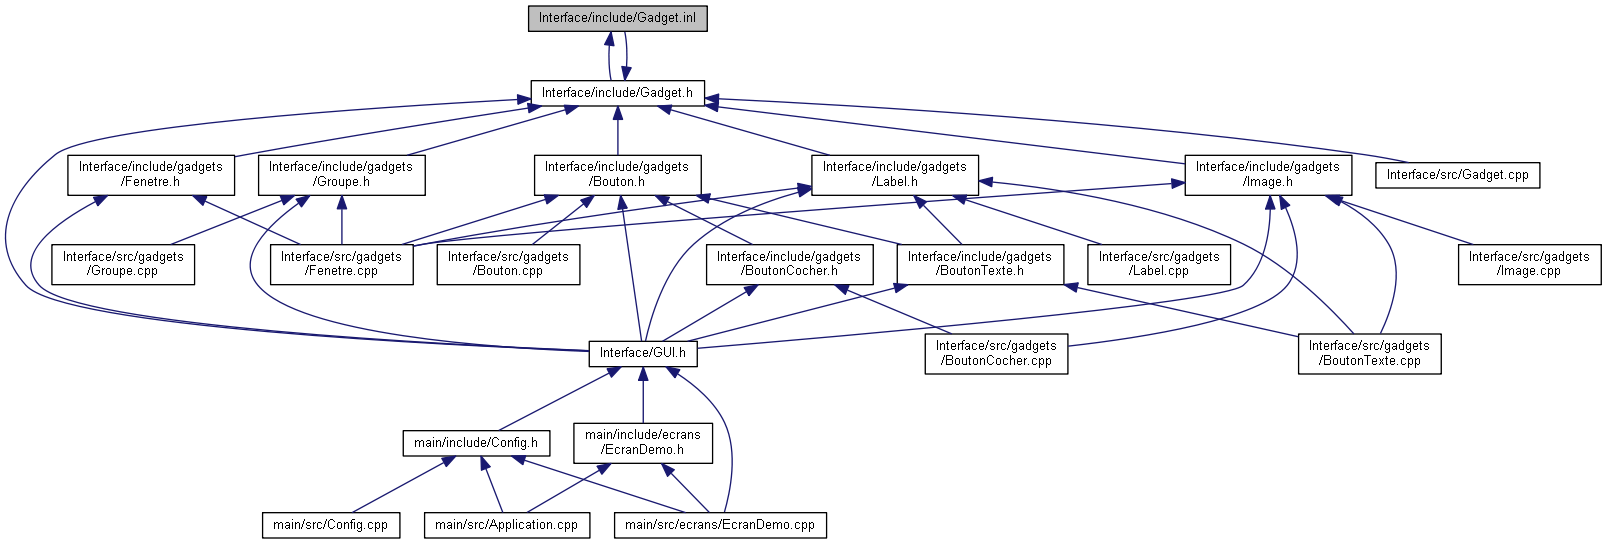 Interface/include/Gadget.inl
Interface/include/Gadget.h
Interface/include/gadgets
/Fenetre.h
Interface/include/gadgets
/Groupe.h
Interface/include/gadgets
/Bouton.h
Interface/include/gadgets
/Label.h
Interface/include/gadgets
/Image.h
Interface/src/Gadget.cpp
Interface/src/gadgets
/Groupe.cpp
Interface/src/gadgets
/Fenetre.cpp
Interface/src/gadgets
/Bouton.cpp
Interface/include/gadgets
/BoutonCocher.h
Interface/include/gadgets
/BoutonTexte.h
Interface/src/gadgets
/Label.cpp
Interface/src/gadgets
/Image.cpp
Interface/GUI.h
Interface/src/gadgets
/BoutonCocher.cpp
Interface/src/gadgets
/BoutonTexte.cpp
main/include/Config.h
main/include/ecrans
/EcranDemo.h
main/src/Config.cpp
main/src/Application.cpp
main/src/ecrans/EcranDemo.cpp